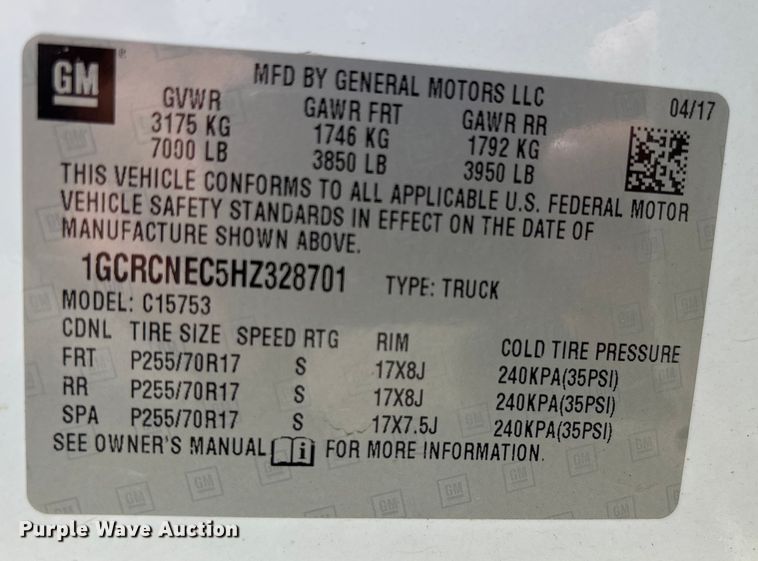 GM
MFD BY GENERAL MOTORS LLC
04/17
GVWR GAWR FRT GAWR RR
3175 KG 1746 KG 1792 KG
7000 LB 3850 LB 3950 LB
THIS VEHICLE CONFORMS TO ALL APPLICABLE U.S. FEDERAL MOTOR
VEHICLE SAFETY STANDARDS IN EFFECT ON THE DATE OF
MANUFACTURE SHOWN ABOVE.
1GCRCNEC5HZ328701 TYPE: TRUCK
MODEL: C15753
CDNL TIRE SIZE SPEED RTG RIM COLD TIRE PRESSURE
FRT P255/70R17 S 17X8J 240KPA(35PSI)
RR P255/70R17 S 17X8J 240KPA(35PSI)
SPA P255/70R17 S 17X7.5J 240KPA(35PSI)
SEE OWNER'S MANUAL i FOR MORE INFORMATION.
Purple Wave Auction